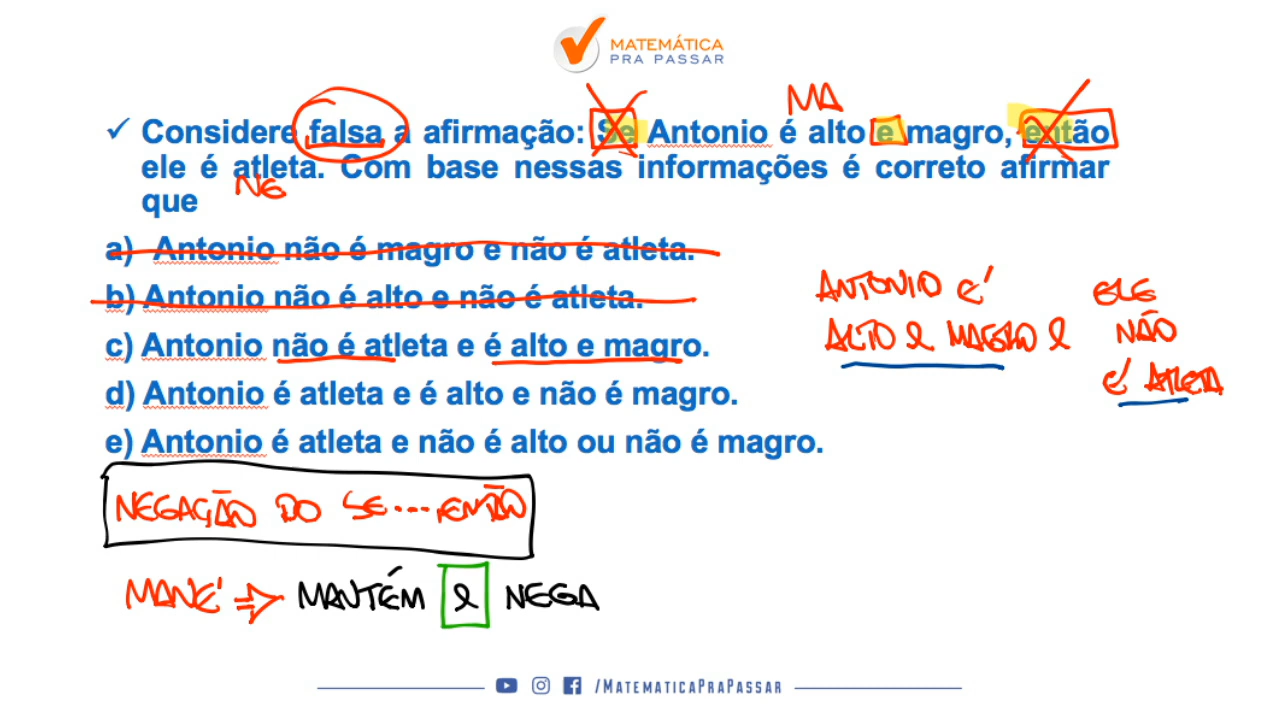 MATEMÁTICA
PRA PASSAR
MA
✓ Considere falsa a afirmação: Se Antonio é alto e magro, então
ele é atleta. Com base nessas informações é correto afirmar
NE
que
a) Antonio não é magro e não é atleta.
b) Antonio não é alto e não é atleta.
c) Antonio não é atleta e é alto e magro.
d) Antonio é atleta e é alto e não é magro.
e) Antonio é atleta e não é alto ou não é magro.
ANTONIO É
ALTO E MAGRO E
ELE
NÃO
É ATLETA
NEGAÇÃO DO SE....ENTÃO
MANÉ ⇒ MANTÉM E NEGA
/MATEMATICAPRAPASSAR